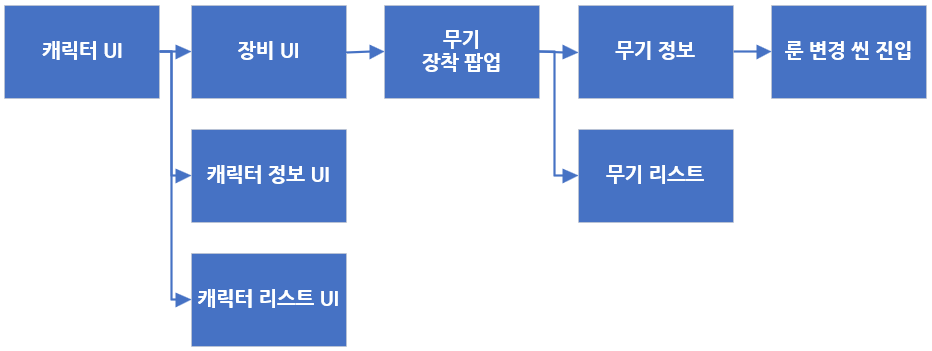 캐릭터 UI
장비 UI
무기
장착 팝업
무기 정보
룬 변경 씬 진입
캐릭터 정보 UI
무기 리스트
캐릭터 리스트 UI